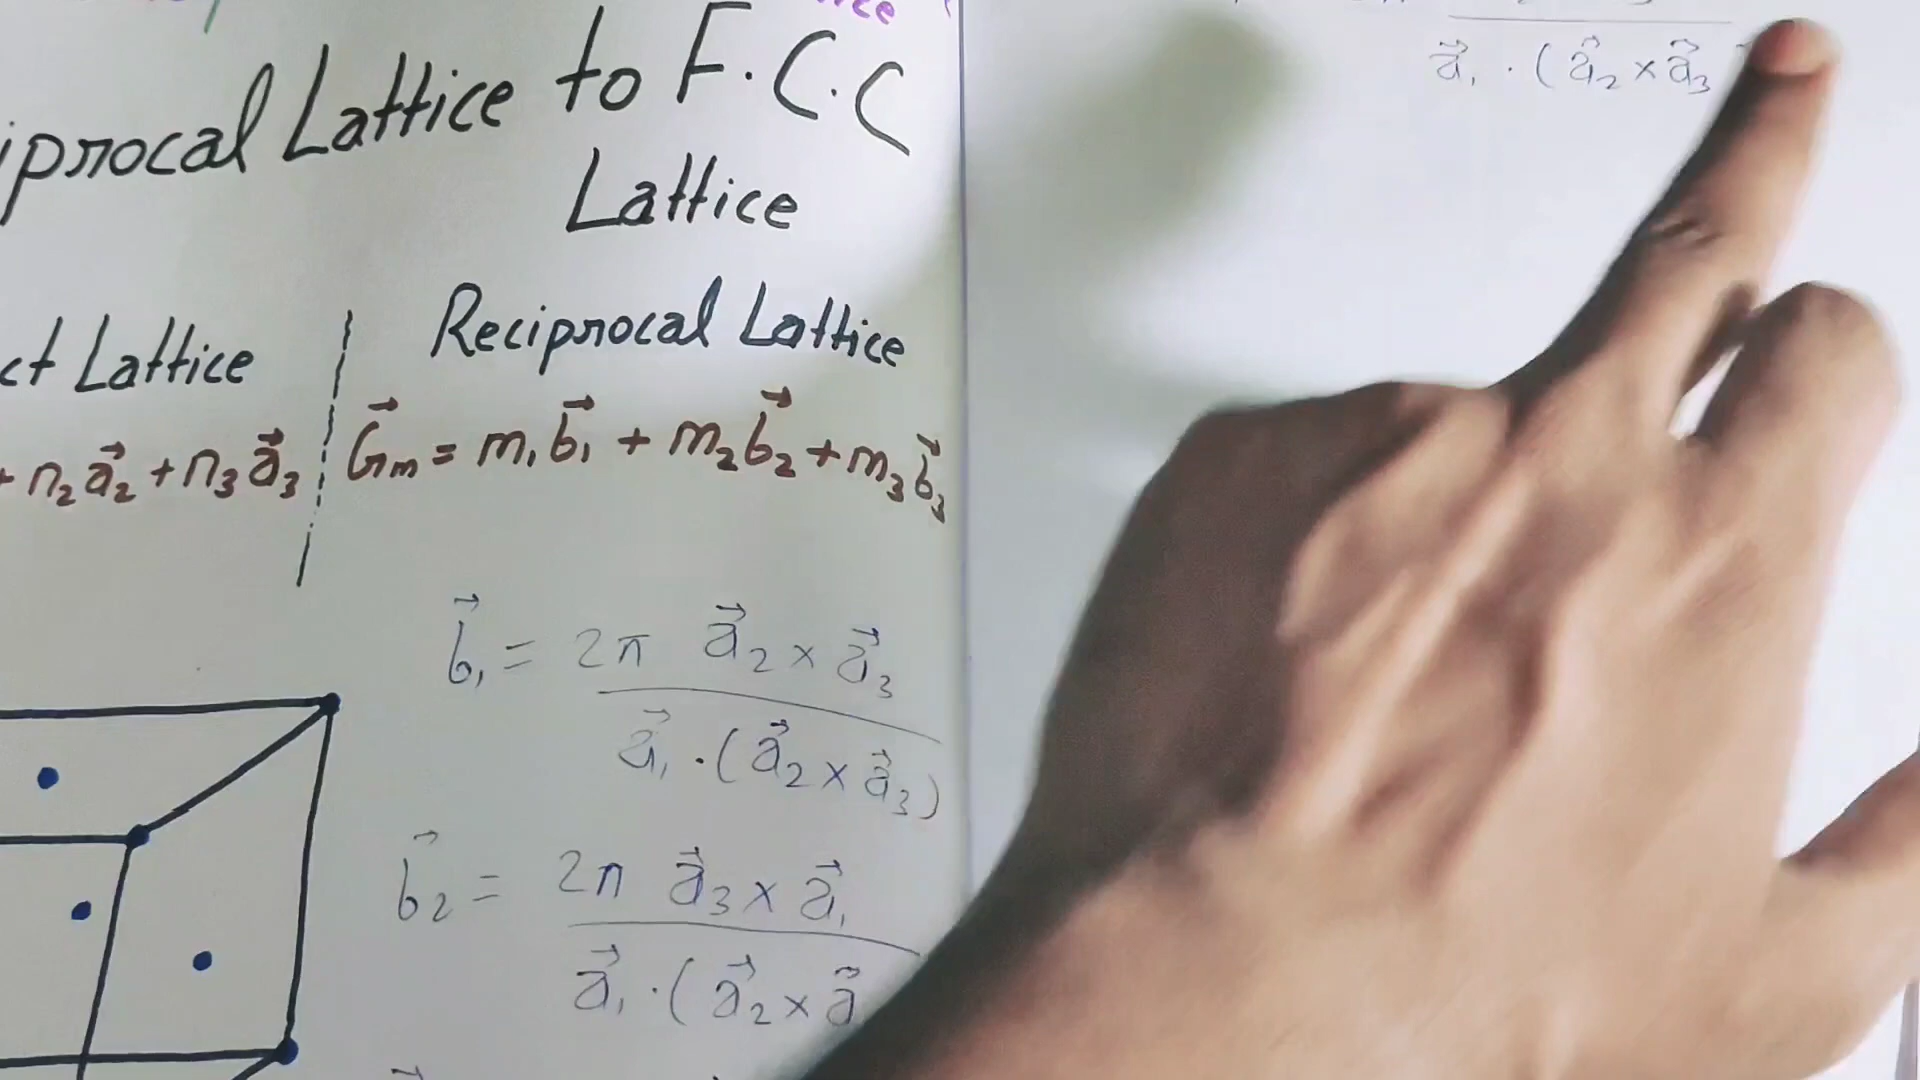 iprocal Lattice to F.C.C
Lattice
ct Lattice
Reciprocal Lattice
+ n₂a⃗₂ + n₃a⃗₃
G⃗ₘ = m₁b⃗₁ + m₂b⃗₂ + m₃b⃗₃
b⃗₁ = 2π a⃗₂ × a⃗₃
a⃗₁ · (a⃗₂ × a⃗₃)
b⃗₂ = 2π a⃗₃ × a⃗₁
a⃗₁ · (a⃗₂ × a⃗
a⃗₁ · (a⃗₂ × a⃗₃